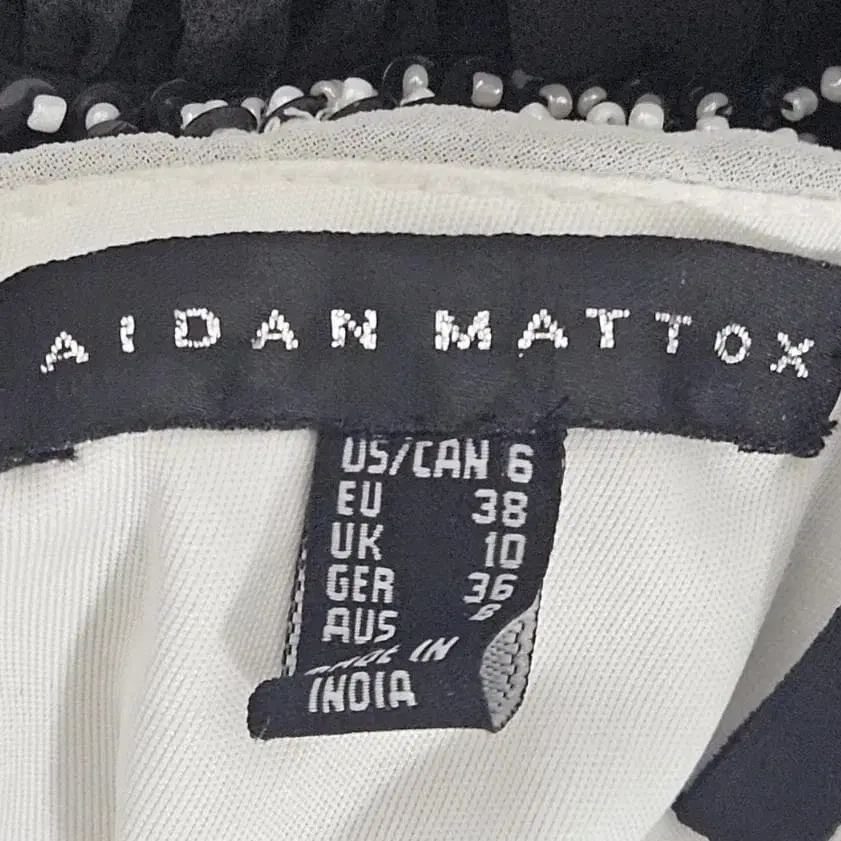 AIDAN MATTOX
US/CAN 6
EU 38
UK 10
GER 36
AUS
MADE IN
INDIA